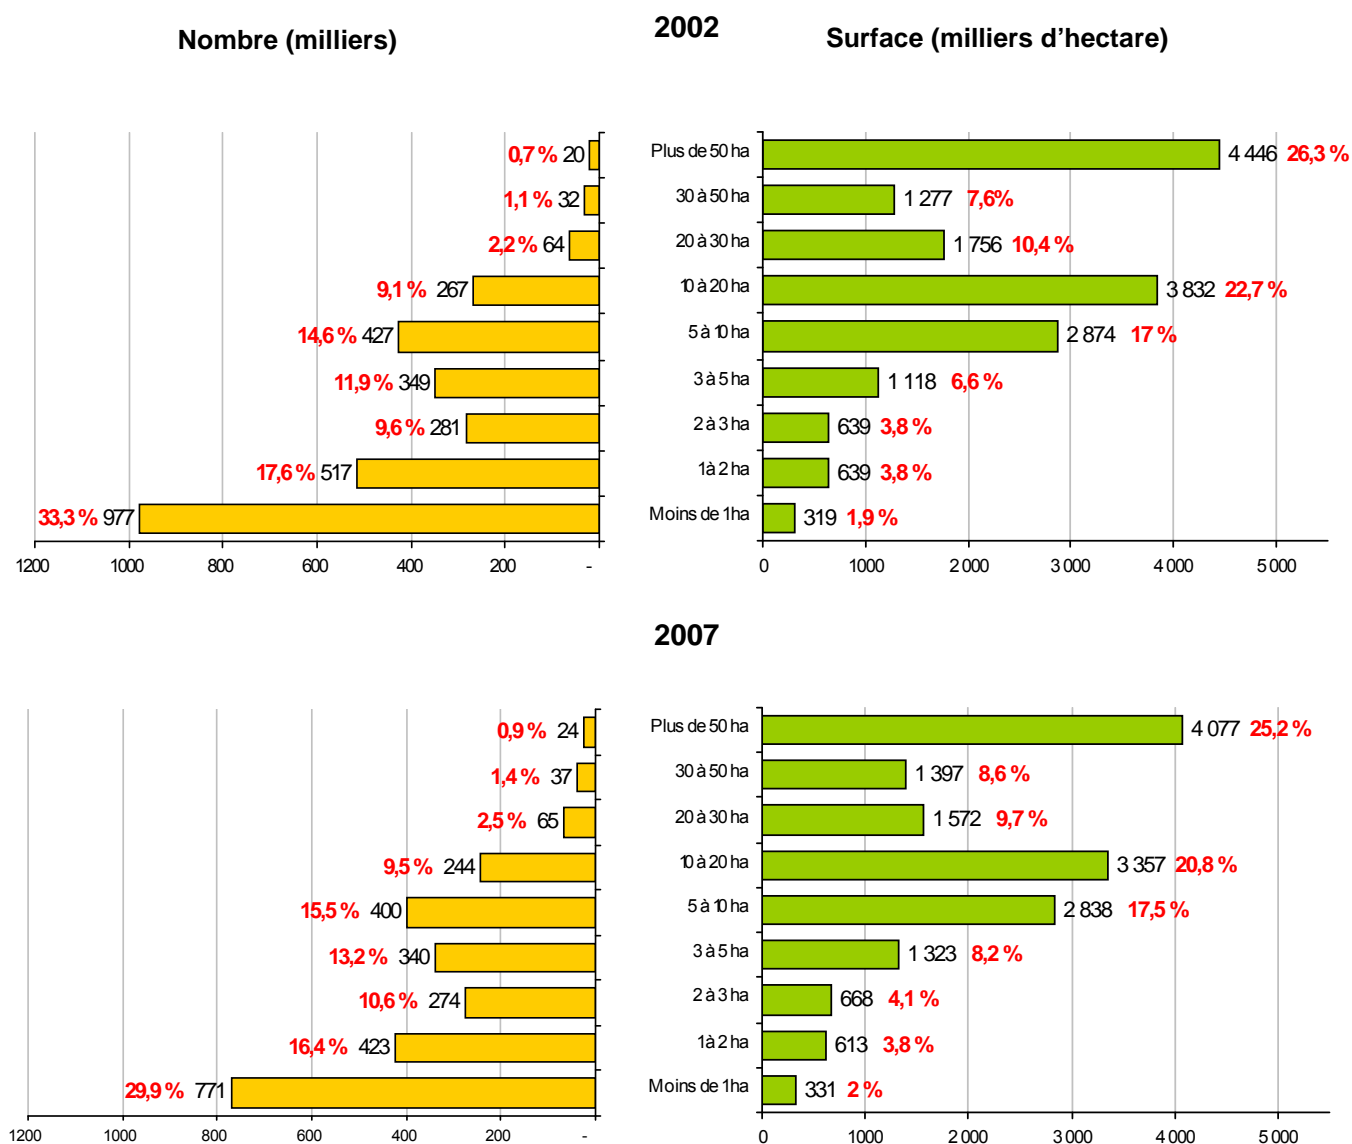 2002
Nombre (milliers)
Surface (milliers d'hectare)
0,7 % 20
Plus de 50 ha
4 446 26,3 %
1,1 % 32
30 à 50 ha
1 277 7,6%
2,2 % 64
20 à 30 ha
1 756 10,4 %
9,1 % 267
10 à 20 ha
3 832 22,7 %
14,6 % 427
5 à 10 ha
2 874 17 %
11,9 % 349
3 à 5 ha
1 118 6,6 %
9,6 % 281
2 à 3 ha
639 3,8 %
17,6 % 517
1 à 2 ha
639 3,8 %
33,3 % 977
Moins de 1 ha
319 1,9 %
1200 1000 800 600 400 200 -
0 1 000 2 000 3 000 4 000 5 000
2007
0,9 % 24
Plus de 50 ha
4 077 25,2 %
1,4 % 37
30 à 50 ha
1 397 8,6 %
2,5 % 65
20 à 30 ha
1 572 9,7 %
9,5 % 244
10 à 20 ha
3 357 20,8 %
15,5 % 400
5 à 10 ha
2 838 17,5 %
13,2 % 340
3 à 5 ha
1 323 8,2 %
10,6 % 274
2 à 3 ha
668 4,1 %
16,4 % 423
1 à 2 ha
613 3,8 %
29,9 % 771
Moins de 1 ha
331 2 %
1200 1000 800 600 400 200 -
0 1 000 2 000 3 000 4 000 5 000